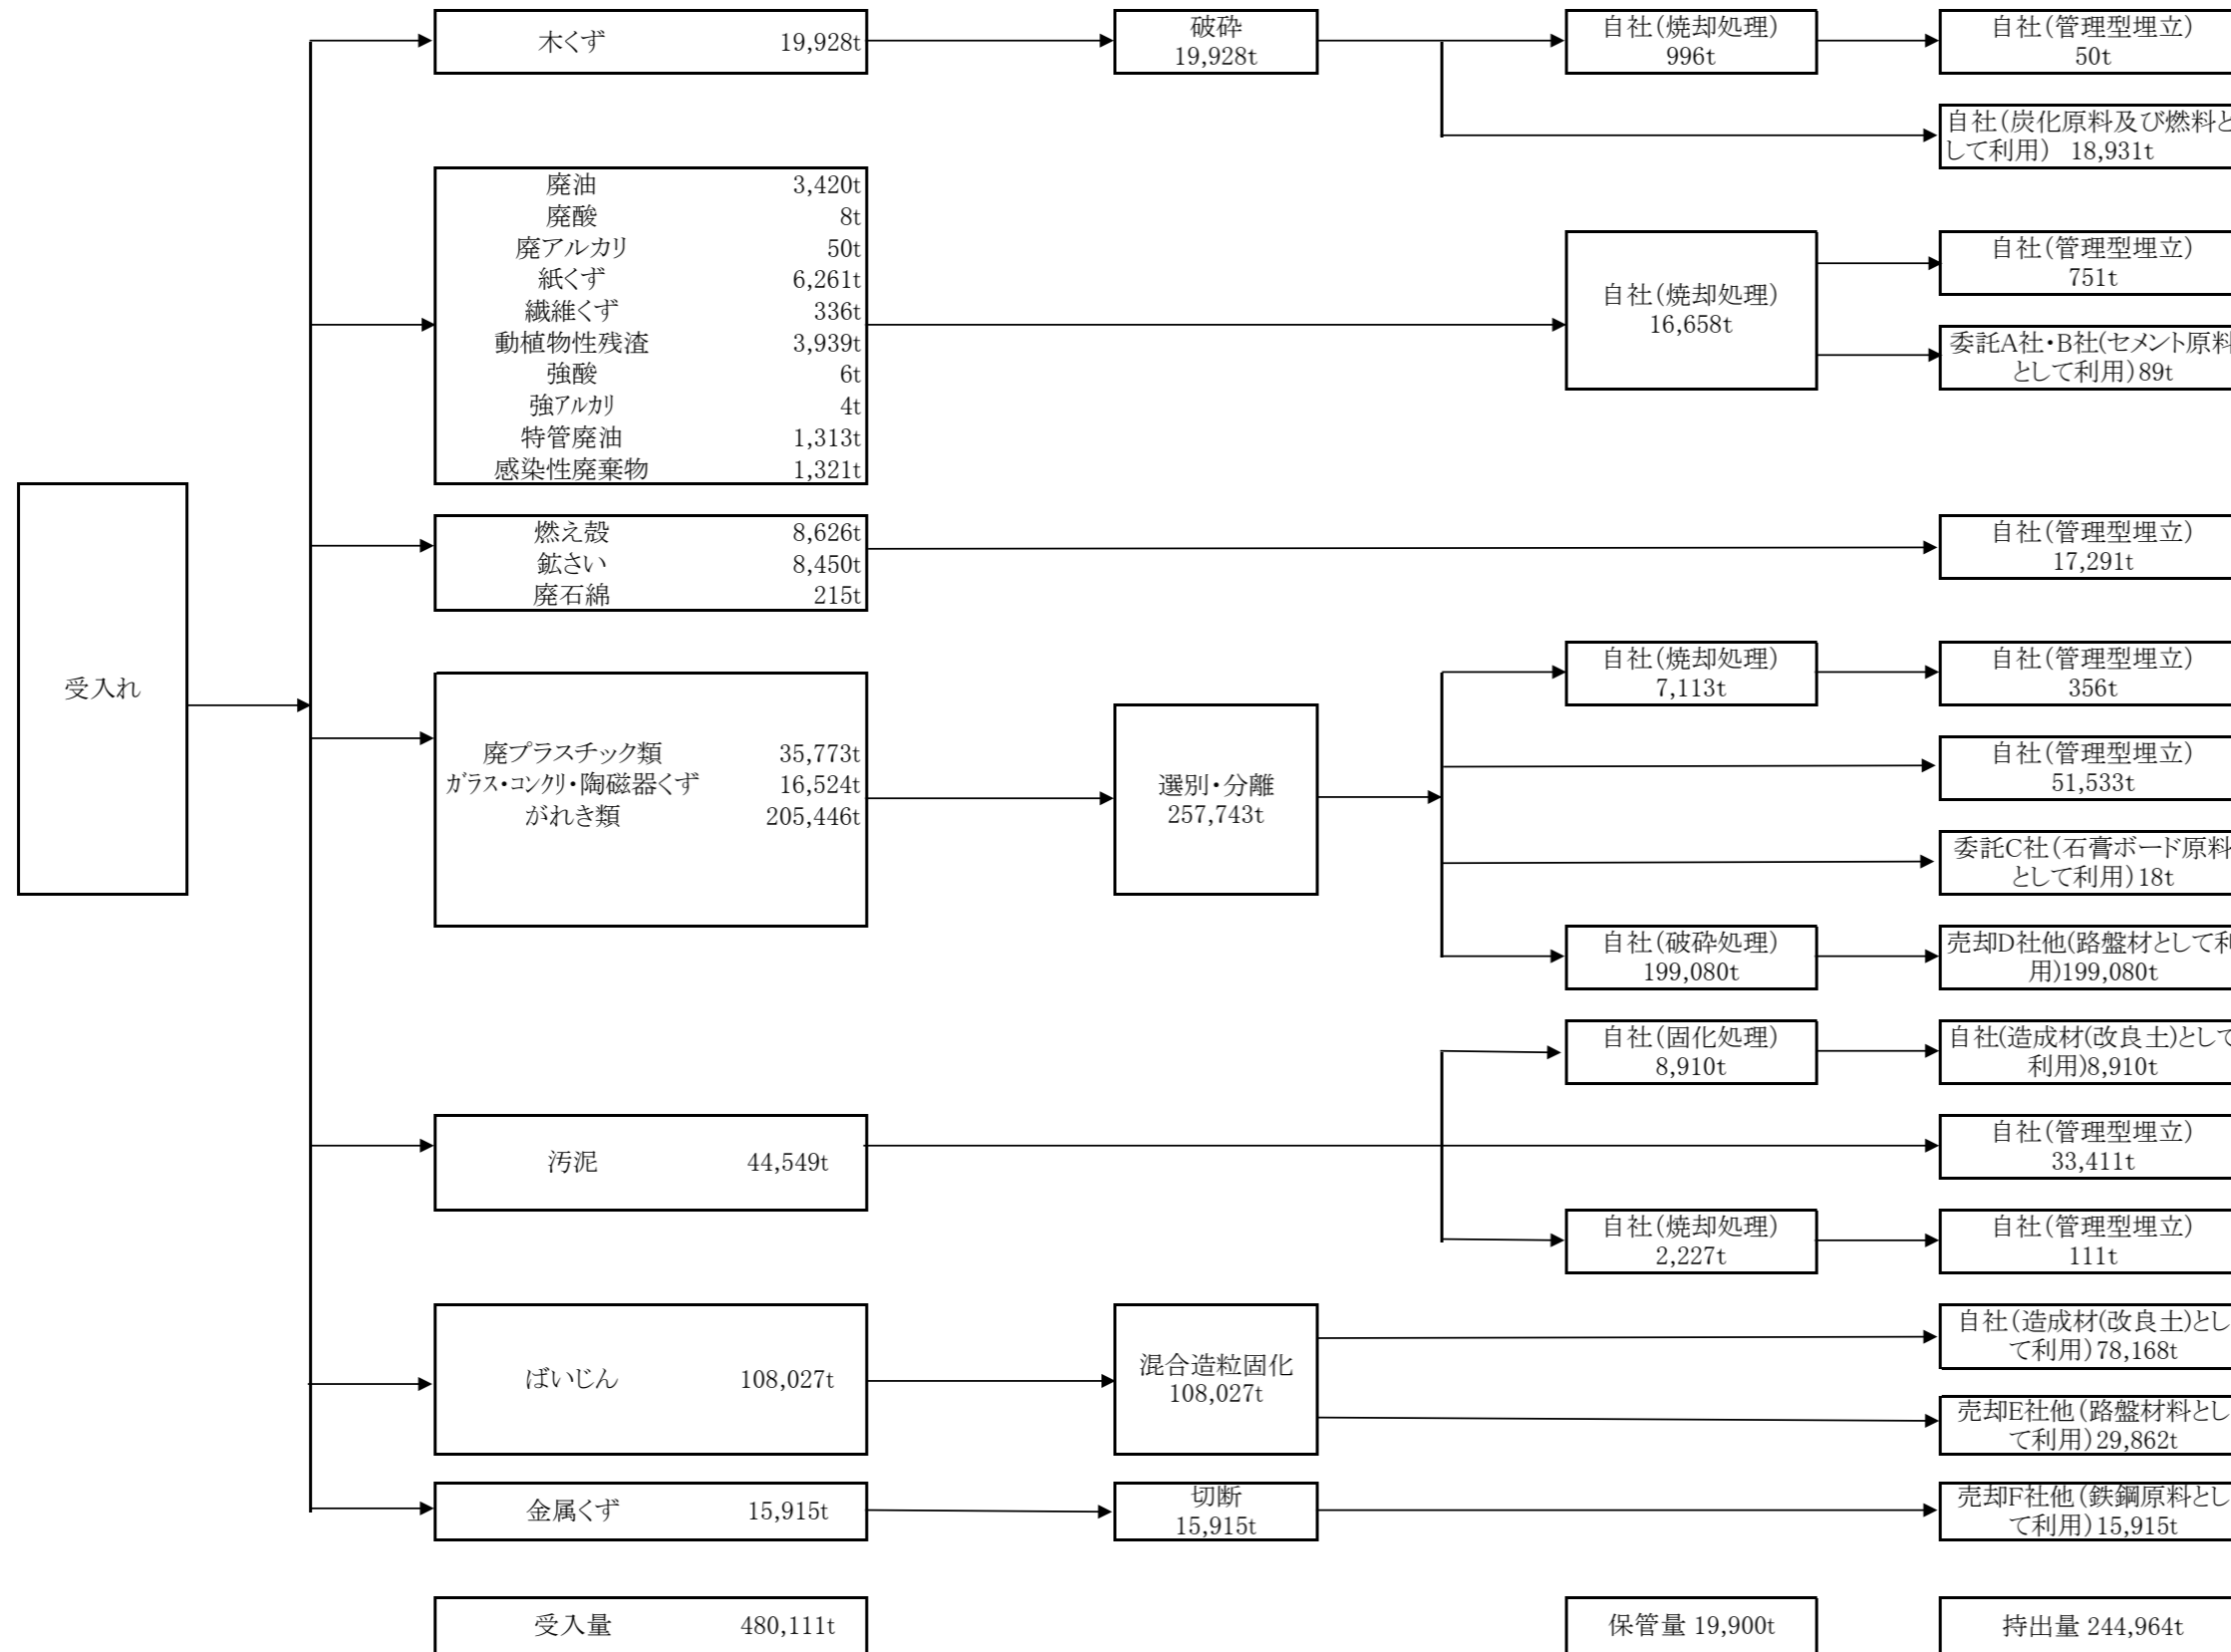 木くず 19,928t
破砕
19,928t
自社(焼却処理)
996t
自社(管理型埋立)
50t
自社(炭化原料及び燃料と
して利用) 18,931t
廃油 3,420t
廃酸 8t
廃アルカリ 50t
紙くず 6,261t
繊維くず 336t
動植物性残渣 3,939t
強酸 6t
強アルカリ 4t
特管廃油 1,313t
感染性廃棄物 1,321t
自社(焼却処理)
16,658t
自社(管理型埋立)
751t
委託A社・B社(セメント原料
として利用)89t
燃え殻 8,626t
鉱さい 8,450t
廃石綿 215t
自社(管理型埋立)
17,291t
受入れ
廃プラスチック類 35,773t
ガラス・コンクリ・陶磁器くず 16,524t
がれき類 205,446t
選別・分離
257,743t
自社(焼却処理)
7,113t
自社(管理型埋立)
356t
自社(管理型埋立)
51,533t
委託C社(石膏ボード原料
として利用)18t
自社(破砕処理)
199,080t
売却D社他(路盤材として利
用)199,080t
汚泥 44,549t
自社(固化処理)
8,910t
自社(造成材(改良土)として
利用)8,910t
自社(管理型埋立)
33,411t
自社(焼却処理)
2,227t
自社(管理型埋立)
111t
ばいじん 108,027t
混合造粒固化
108,027t
自社(造成材(改良土)とし
て利用)78,168t
売却E社他(路盤材料とし
て利用)29,862t
金属くず 15,915t
切断
15,915t
売却F社他(鉄鋼原料とし
て利用)15,915t
受入量 480,111t
保管量 19,900t
持出量 244,964t